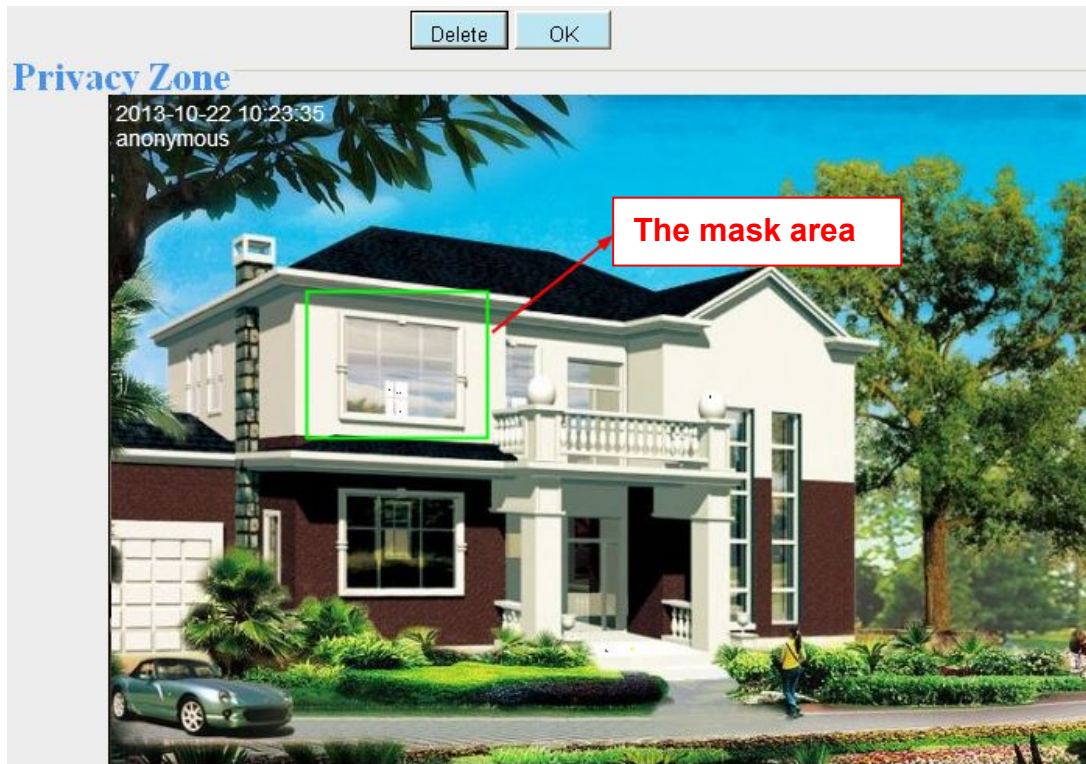 Delete OK
Privacy Zone
2013-10-22 10:23:35
anonymous
The mask area